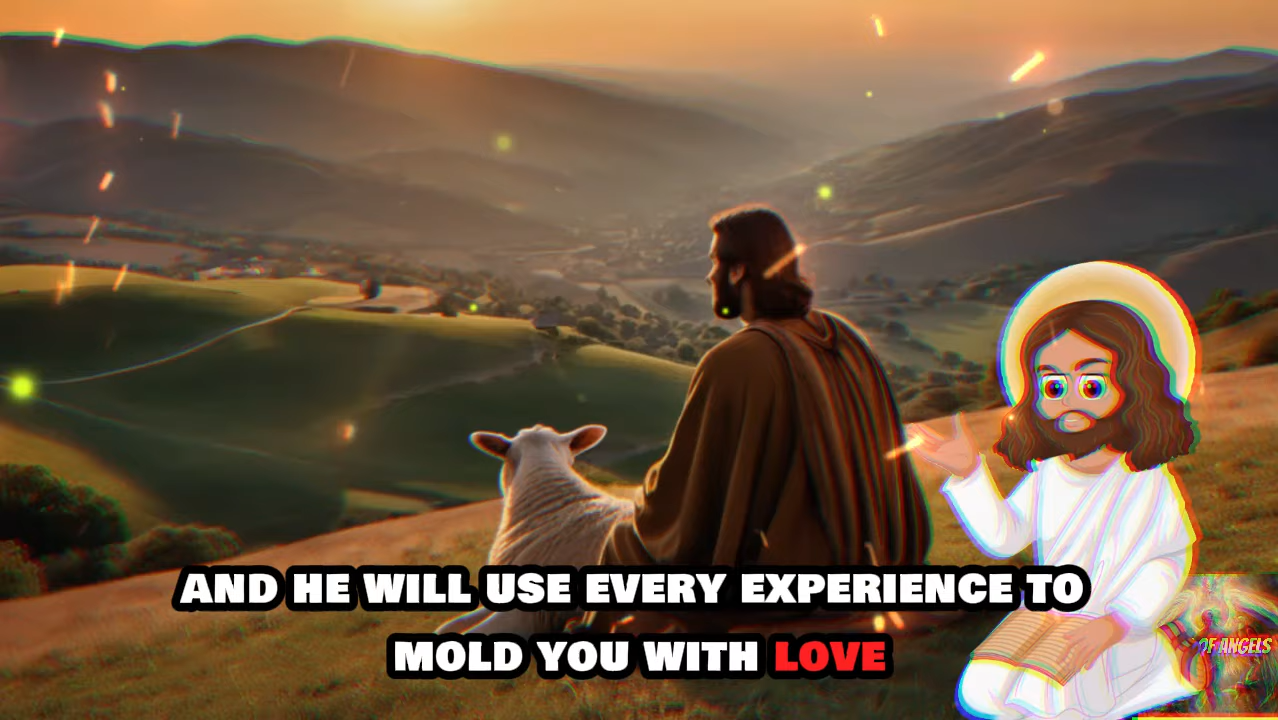 AND HE WILL USE EVERY EXPERIENCE TO
MOLD YOU WITH LOVE
OF ANGELS